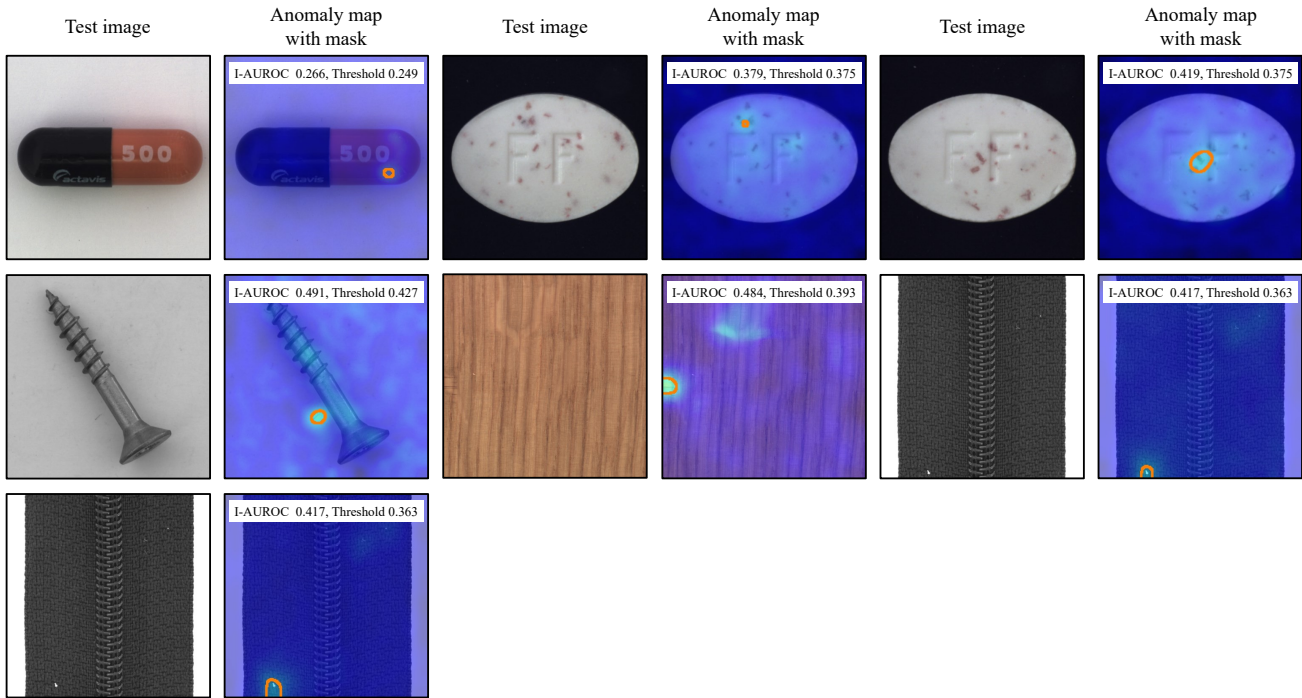 Test image
Anomaly map
with mask
Test image
Anomaly map
with mask
Test image
Anomaly map
with mask
500
actavis
I-AUROC 0.266, Threshold 0.249
500
actavis
FF
I-AUROC 0.379, Threshold 0.375
FF
FF
I-AUROC 0.419, Threshold 0.375
FF
I-AUROC 0.491, Threshold 0.427
I-AUROC 0.484, Threshold 0.393
I-AUROC 0.417, Threshold 0.363
I-AUROC 0.417, Threshold 0.363